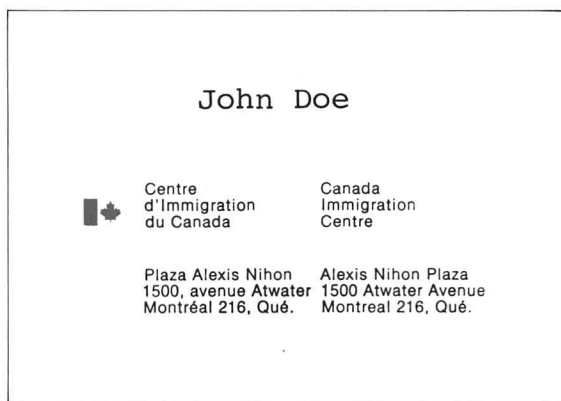 John Doe
Centre
d'Immigration
du Canada
Canada
Immigration
Centre
Plaza Alexis Nihon
1500, avenue Atwater
Montréal 216, Qué.
Alexis Nihon Plaza
1500 Atwater Avenue
Montreal 216, Qué.